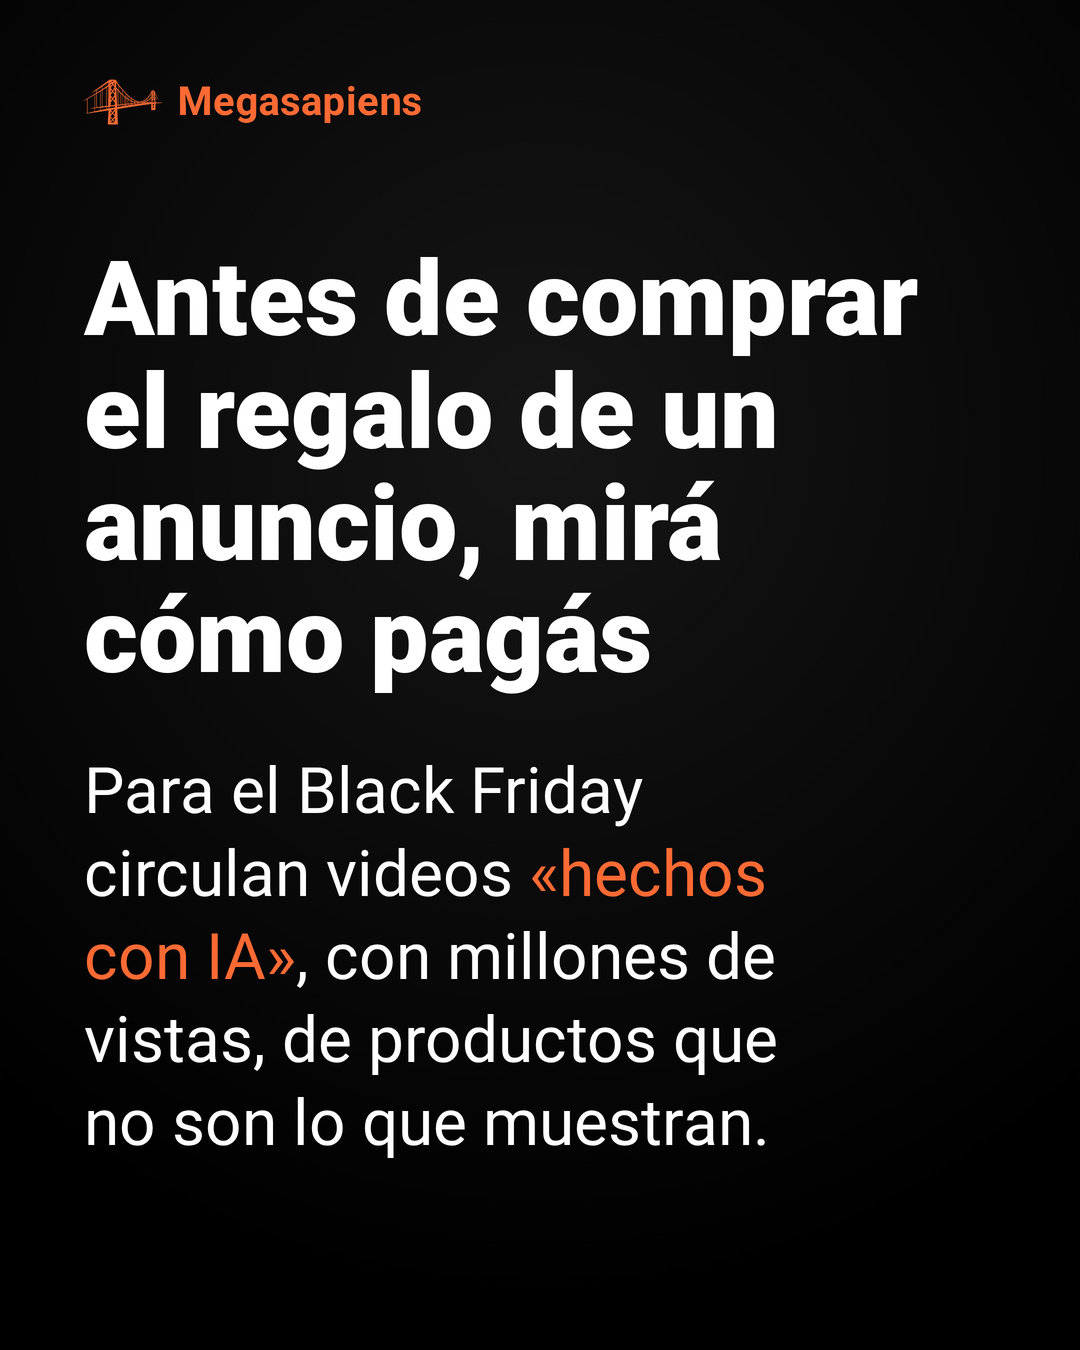 Megasapiens
Antes de comprar
el regalo de un
anuncio, mirá
cómo pagás
Para el Black Friday
circulan videos «hechos
con IA», con millones de
vistas, de productos que
no son lo que muestran.